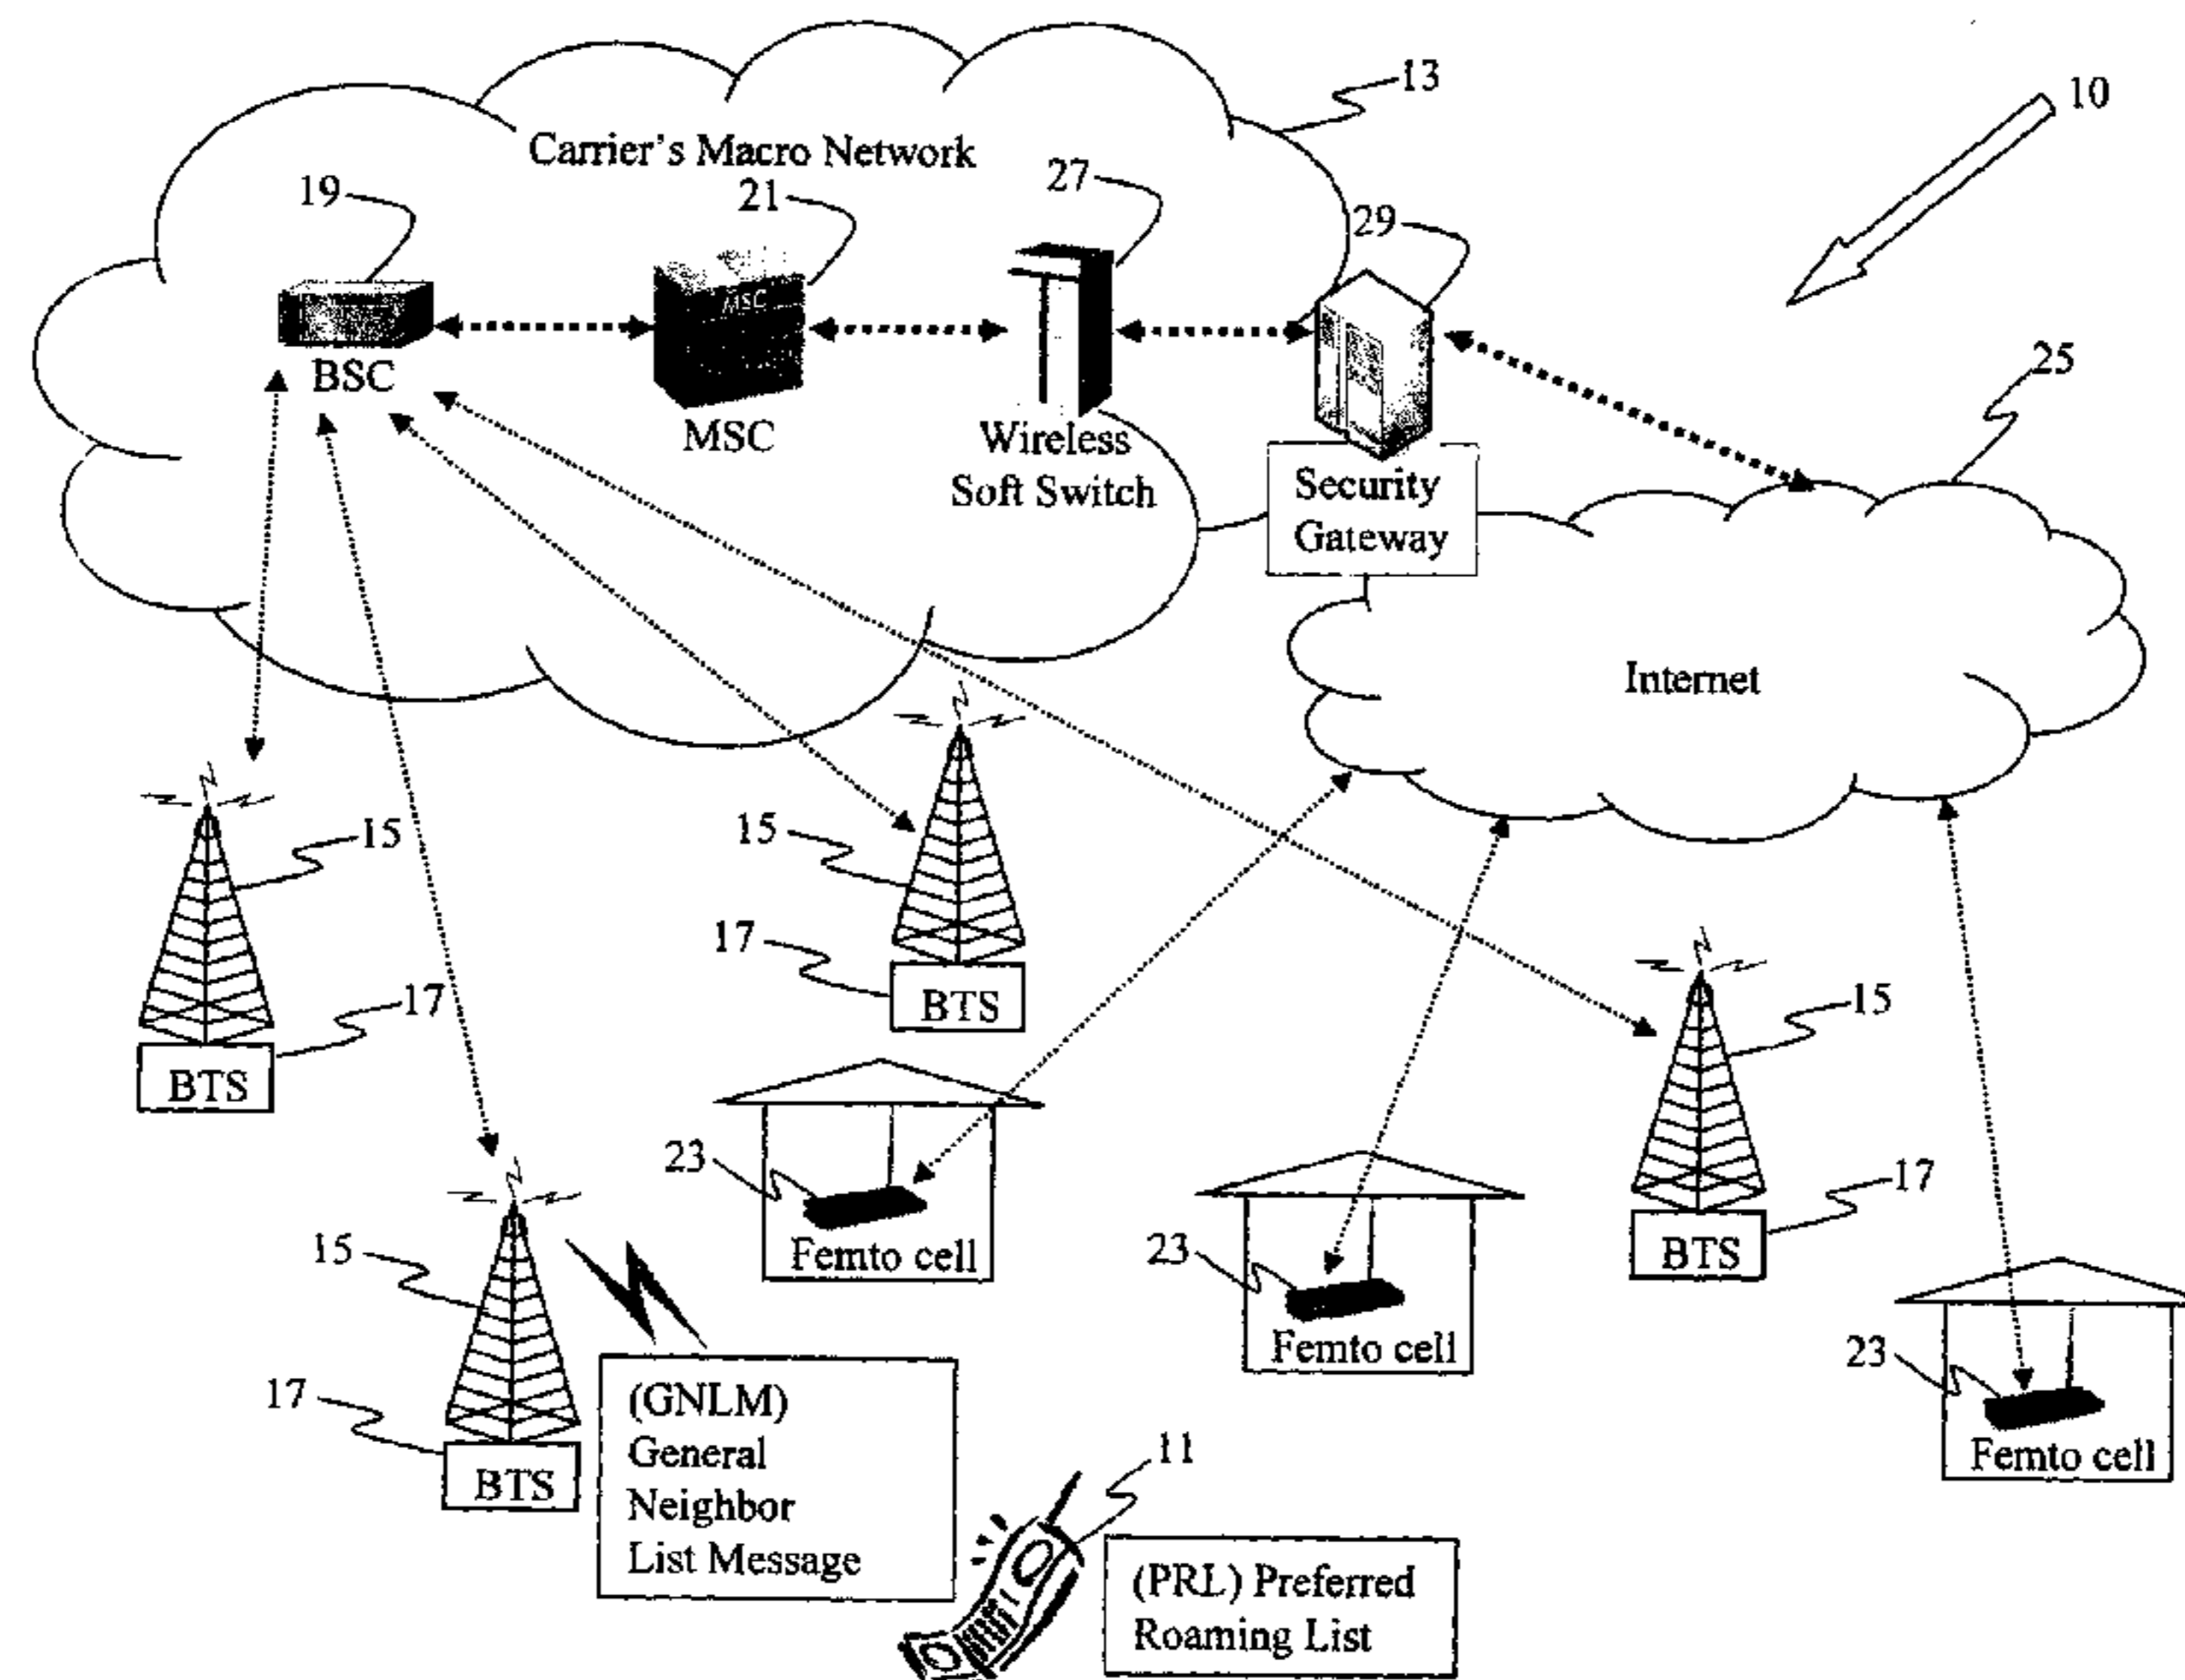 13
10
Carrier's Macro Network
19
21
27
29
MSC
25
BSC
MSC
Wireless
Soft Switch
Security
Gateway
Internet
15
15
17
17
BTS
15
BTS
23
Femto cell
17
BTS
15
23
Femto cell
23
Femto cell
17
BTS
(GNLM)
General
Neighbor
List Message
11
(PRL) Preferred
Roaming List